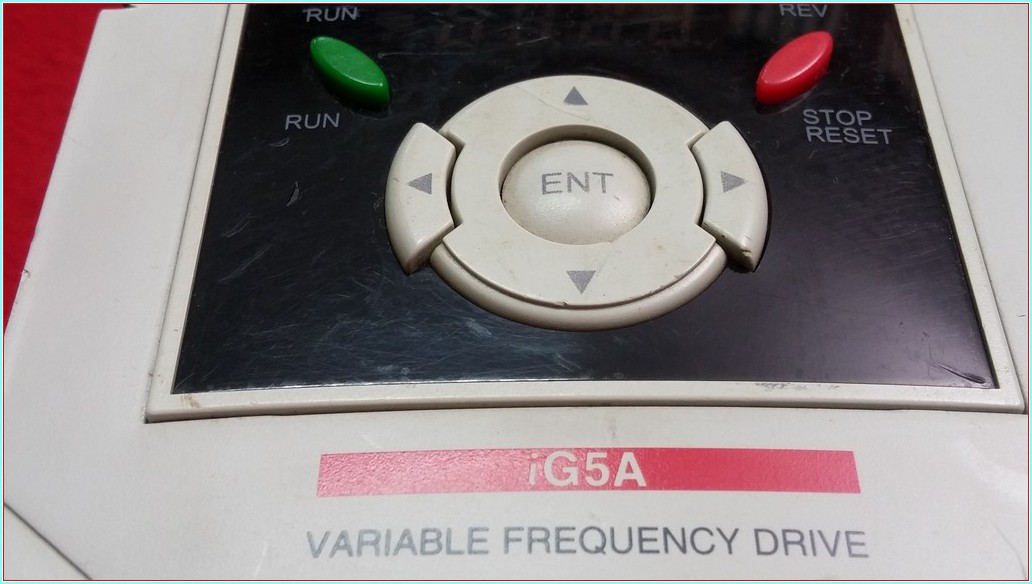 RUN
REV
RUN
STOP
RESET
ENT
iG5A
VARIABLE FREQUENCY DRIVE